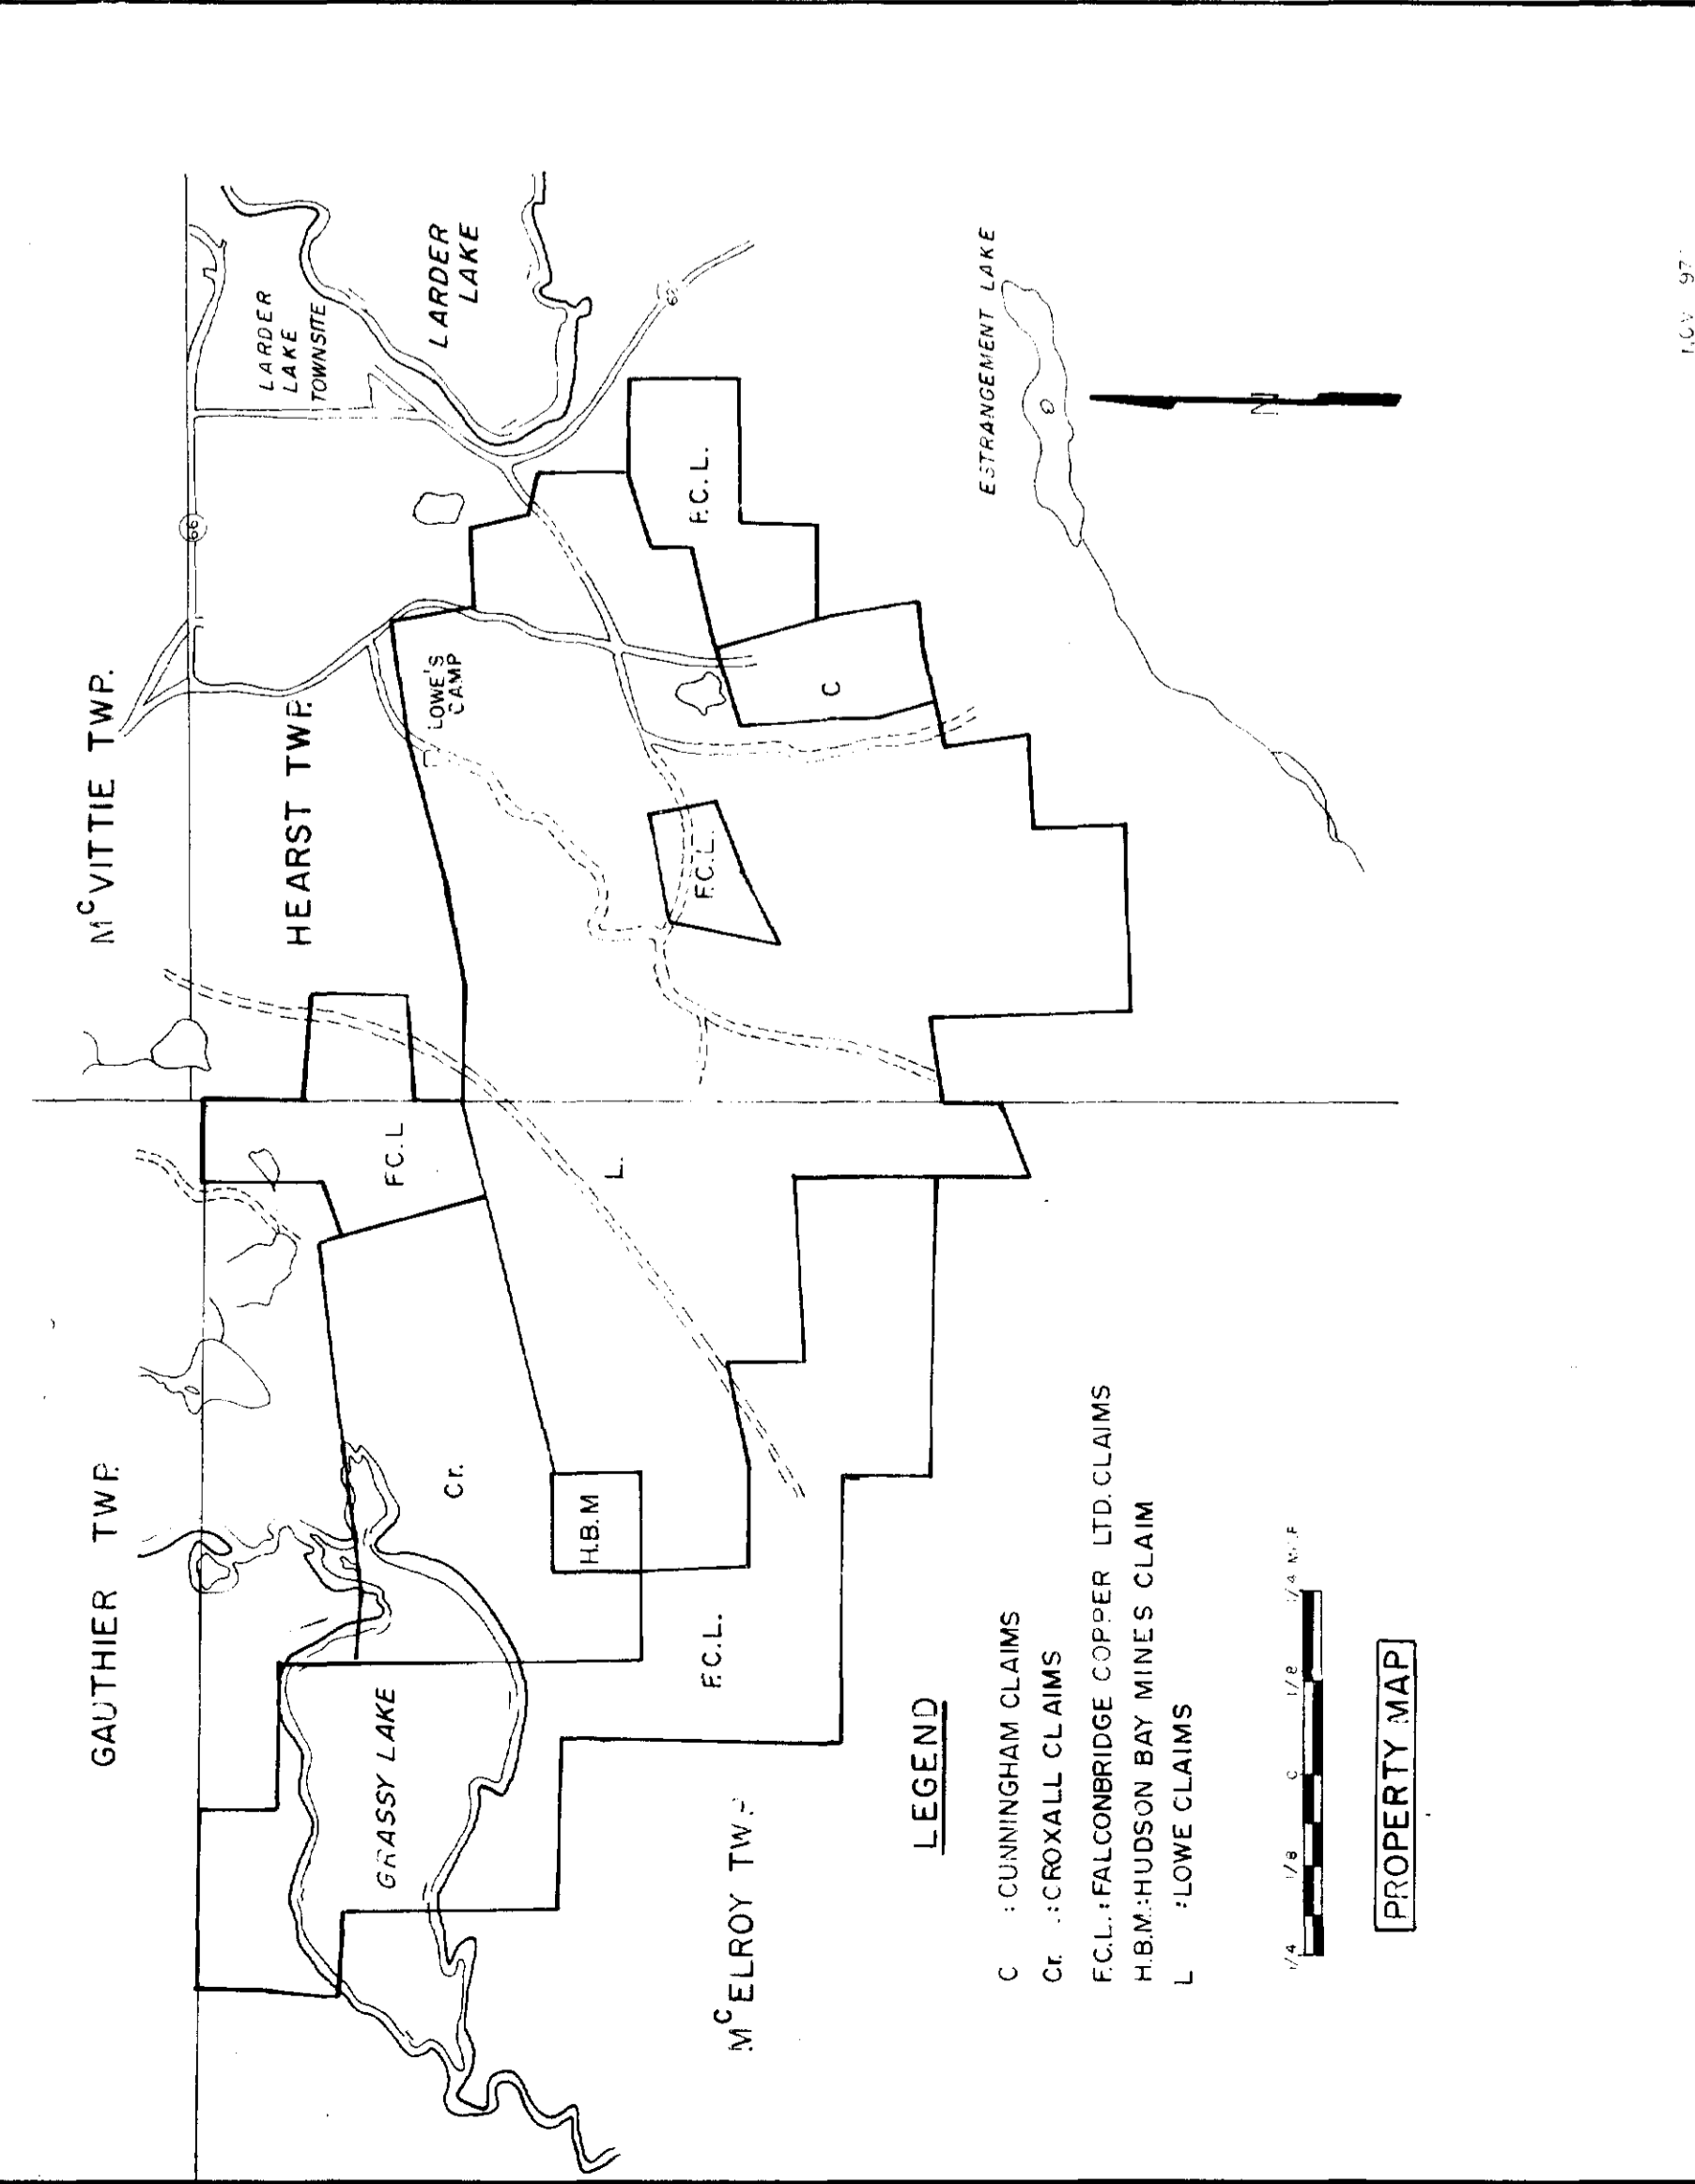 GAUTHIER TWP.
McVITTIE TWP.
66
HEARST TWP.
LARDER
LAKE
TOWNSITE
LARDER
LAKE
LOWE'S
CAMP
GRASSY LAKE
F.C.L
Cr.
L.
H.B.M
F.C.L.
F.C.L.
F.C.L.
C
McELROY TWP
ESTRANGEMENT LAKE
N
LEGEND
C : CUNNINGHAM CLAIMS
Cr. .: CROXALL CLAIMS
F.C.L.: FALCONBRIDGE COPPER LTD. CLAIMS
H.B.M.: HUDSON BAY MINES CLAIM
L : LOWE CLAIMS
1/4 1/8 0 1/8 1/4 MILE
PROPERTY MAP